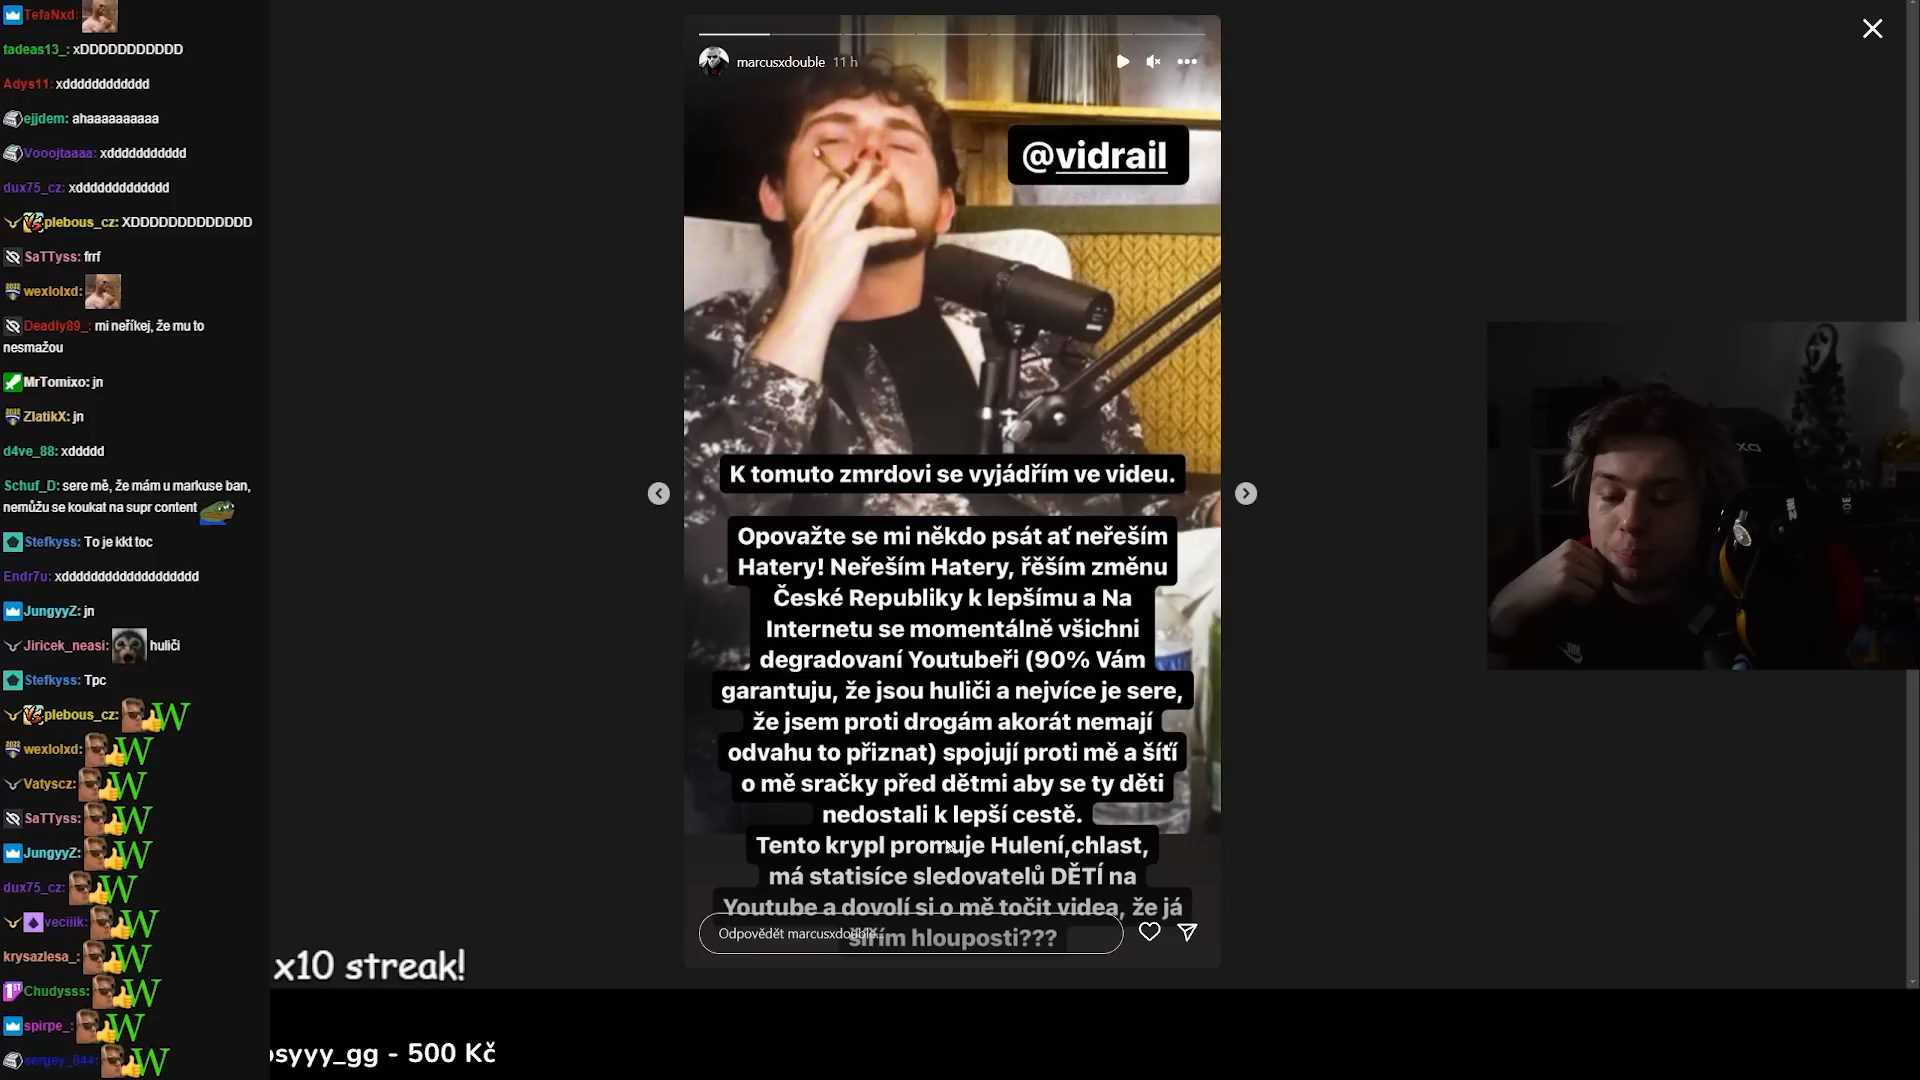 TefaNxd:
tadeas13_: xDDDDDDDDDDD
Adys11: xdddddddddddd
ejjdem: ahaaaaaaaaaa
Vooojtaaaa: xddddddddddd
dux75_cz: xddddddddddddd
plebous_cz: XDDDDDDDDDDDDD
SaTTyss: frrf
wexlolxd:
Deadly89_: mi neříkej, že mu to
nesmažou
MrTomixo: jn
ZlatikX: jn
d4ve_88: xddddd
Schuf_D: sere mě, že mám u markuse ban,
nemůžu se koukat na supr content
Stefkyss: To je kkt toc
Endr7u: xddddddddddddddddddd
JungyyZ: jn
Jiricek_neasi: huliči
Stefkyss: Tpc
plebous_cz: W
wexlolxd: W
Vatyscz: W
SaTTyss: W
JungyyZ: W
dux75_cz: W
veciiik: W
krysazlesa_: W
1ST Chudysss: W
spirpe_: W
sergey_644: W
x10 streak!
osyyy_gg - 500 Kč
marcusxdouble 11 h
@vidrail
K tomuto zmrdovi se vyjádřím ve videu.
Opovažte se mi někdo psát ať neřeším
Hatery! Neřeším Hatery, řěším změnu
České Republiky k lepšímu a Na
Internetu se momentálně všichni
degradovaní Youtubeři (90% Vám
garantuju, že jsou huliči a nejvíce je sere,
že jsem proti drogám akorát nemají
odvahu to přiznat) spojují proti mě a šíťí
o mě sračky před dětmi aby se ty děti
nedostali k lepší cestě.
Tento krypl promuje Hulení,chlast,
má statisíce sledovatelů DĚTÍ na
Youtube a dovolí si o mě točit videa, že já
šířím hlouposti???
Odpovědět marcusxdouble...